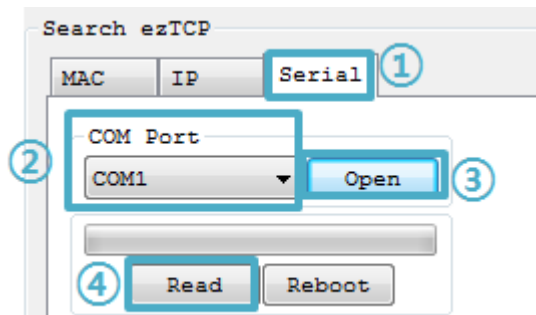 Search ezTCP
MAC IP Serial ①
COM Port
② COM1 Open ③
④ Read Reboot